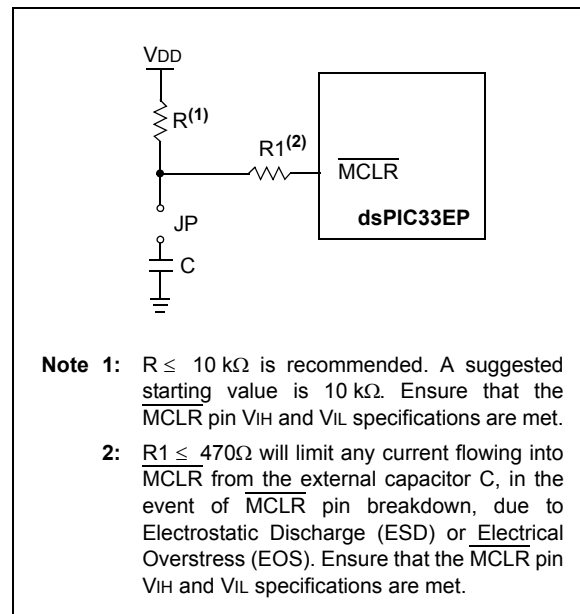 VDD
R(1)
R1(2)
MCLR
dsPIC33EP
JP
C
Note 1: R ≤ 10 kΩ is recommended. A suggested
starting value is 10 kΩ. Ensure that the
MCLR pin VIH and VIL specifications are met.
2: R1 ≤ 470Ω will limit any current flowing into
MCLR from the external capacitor C, in the
event of MCLR pin breakdown, due to
Electrostatic Discharge (ESD) or Electrical
Overstress (EOS). Ensure that the MCLR pin
VIH and VIL specifications are met.